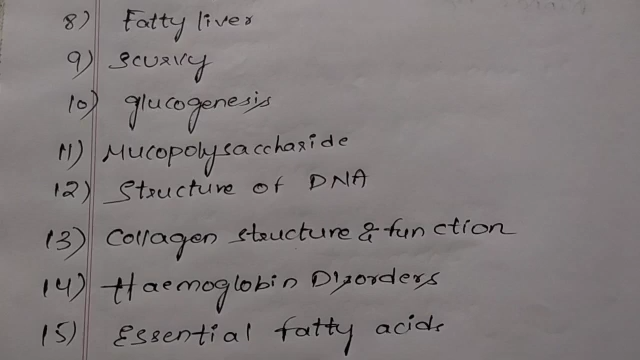 8) Fatty liver
9) Scurvy
10) glucogenesis
11) Mucopolysaccharide
12) Structure of DNA
13) Collagen structure & function
14) Haemoglobin Disorders
15) Essential fatty acids